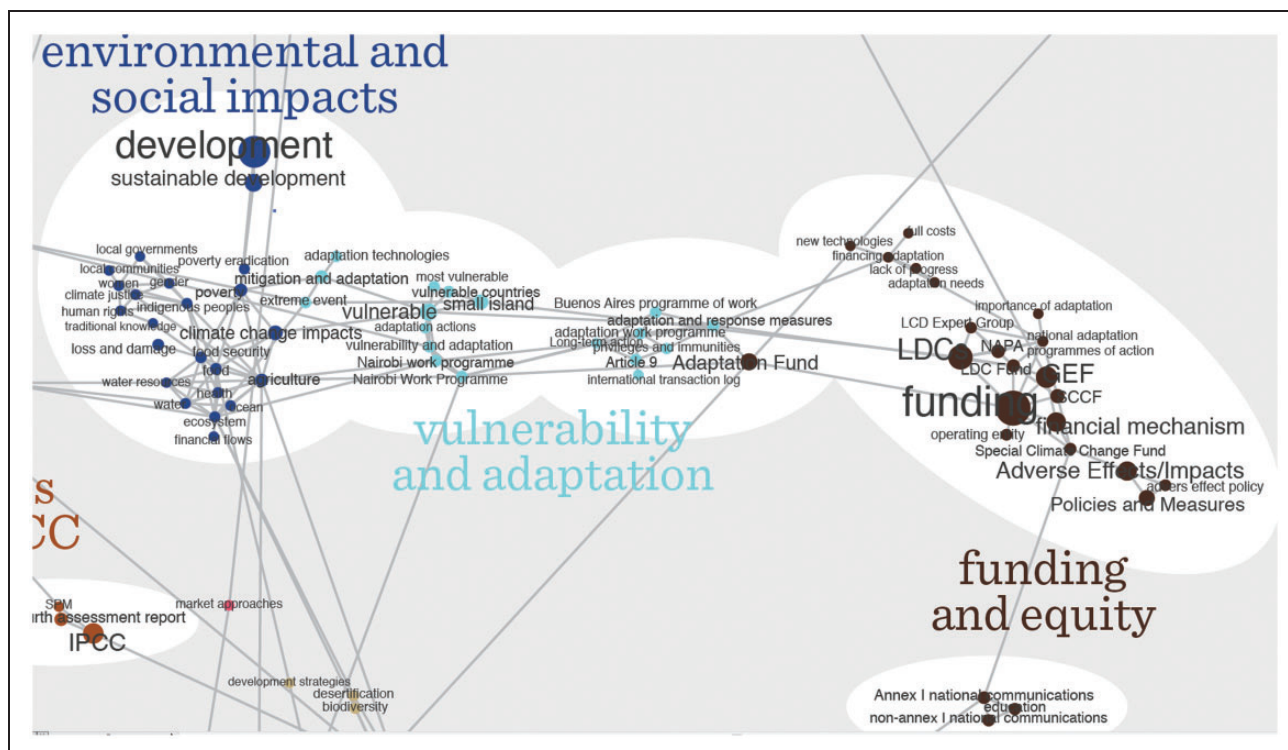 environmental and
social impacts
development
sustainable development
local governments
poverty eradication
adaptation technologies
local communities
women
gender
mitigation and adaptation
most vulnerable
climate justice
poverty
extreme event
vulnerable countries
human rights
indigenous peoples
vulnerable
small island
traditional knowledge
climate change impacts
adaptation actions
loss and damage
food security
vulnerability and adaptation
food
Nairobi work programme
water resources
agriculture
Nairobi Work Programme
health
water
ocean
ecosystem
financial flows
Buenos Aires programme of work
adaptation and response measures
adaptation work programme
Long-term action
privileges and immunities
Article 9
Adaptation Fund
international transaction log
vulnerability
and adaptation
full costs
new technologies
financing adaptation
lack of progress
adaptation needs
importance of adaptation
LCD Expert Group
national adaptation
LDCs
NAPA
programmes of action
LDC Fund
GEF
funding
SCCF
operating entity
financial mechanism
Special Climate Change Fund
Adverse Effects/Impacts
advers effect policy
Policies and Measures
funding
and equity
s
CC
SPM
urth assessment report
IPCC
market approaches
development strategies
desertification
biodiversity
Annex I national communications
education
non-annex I national communications